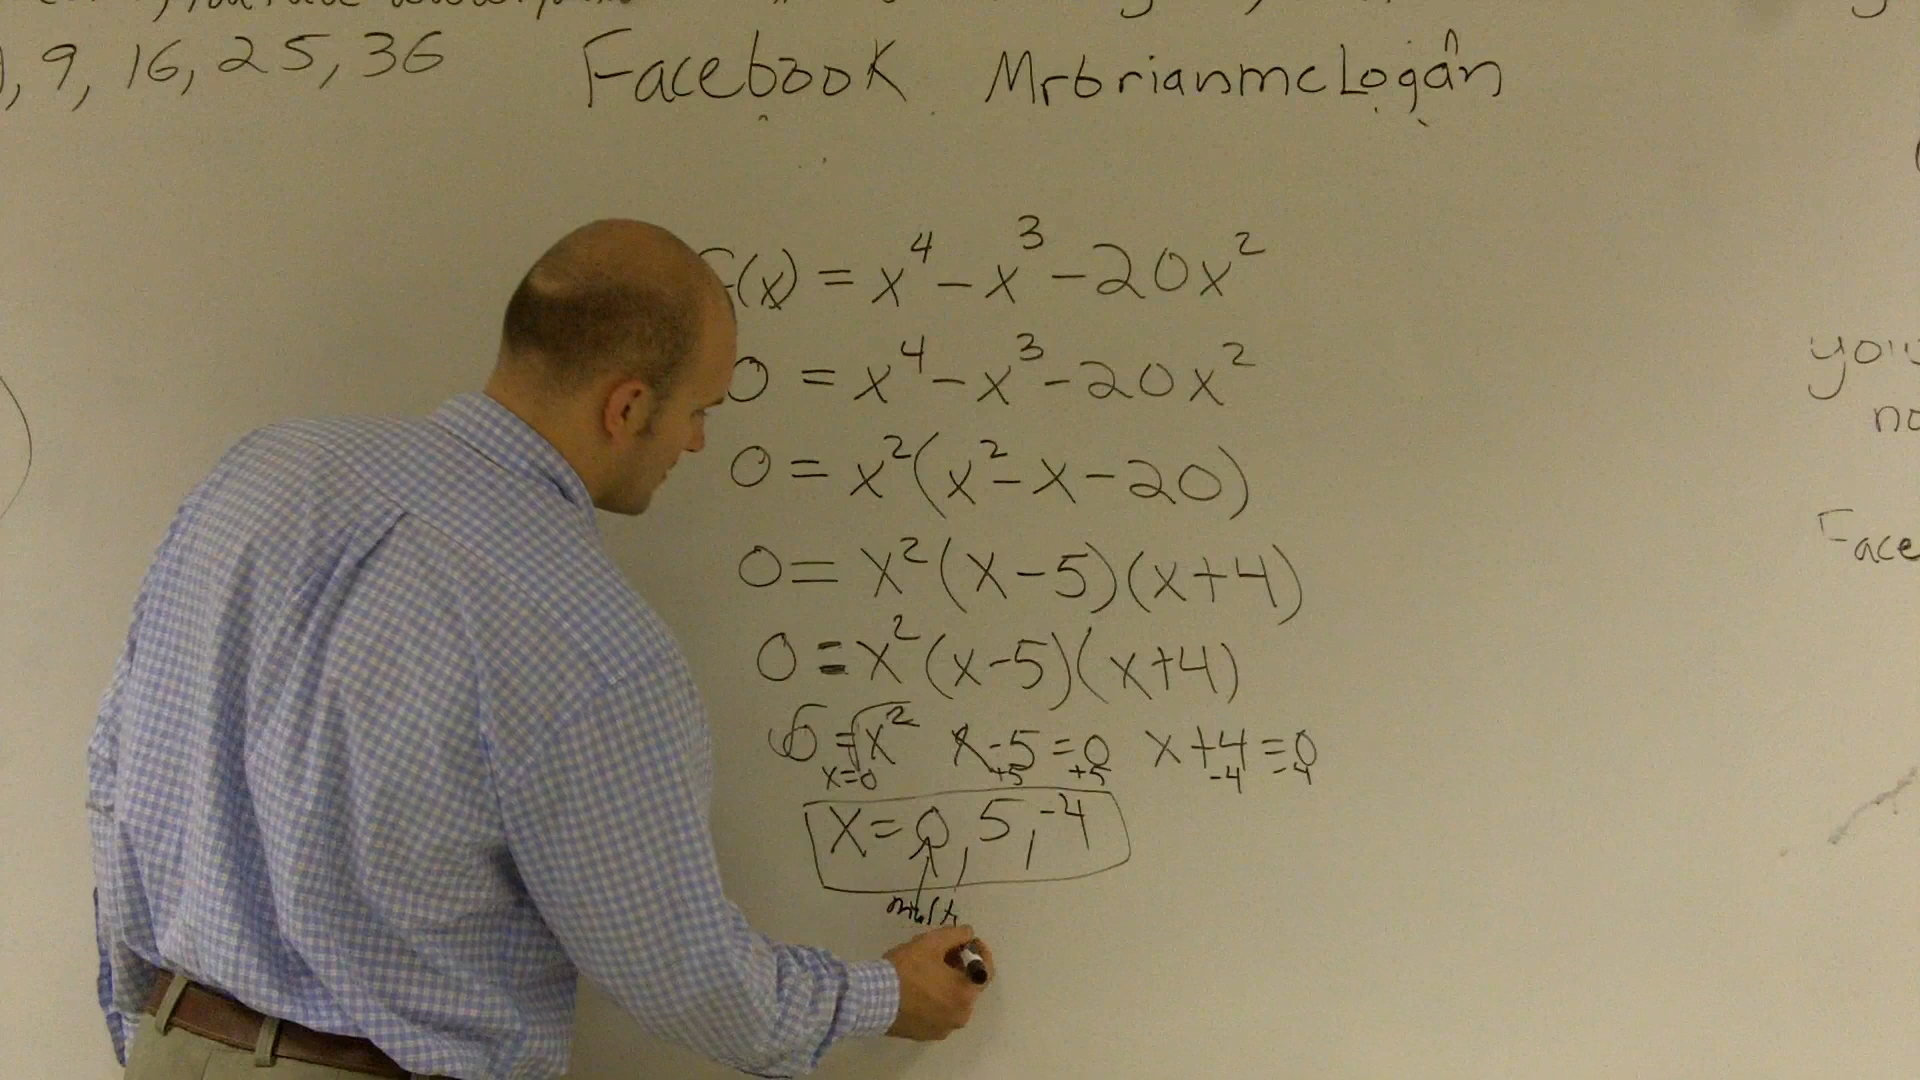 9, 16, 25, 36 Facebook MrbrianmcLogan
(x) = x⁴ - x³ - 20x²
0 = x⁴ - x³ - 20x²
0 = x²(x² - x - 20)
0 = x²(x - 5)(x + 4)
0 = x²(x - 5)(x + 4)
√0 = √x² x - 5 = 0 x + 4 = 0
x = 0 +5 +5 -4 -4
x = 0, 5, -4
mult
you
no
Face